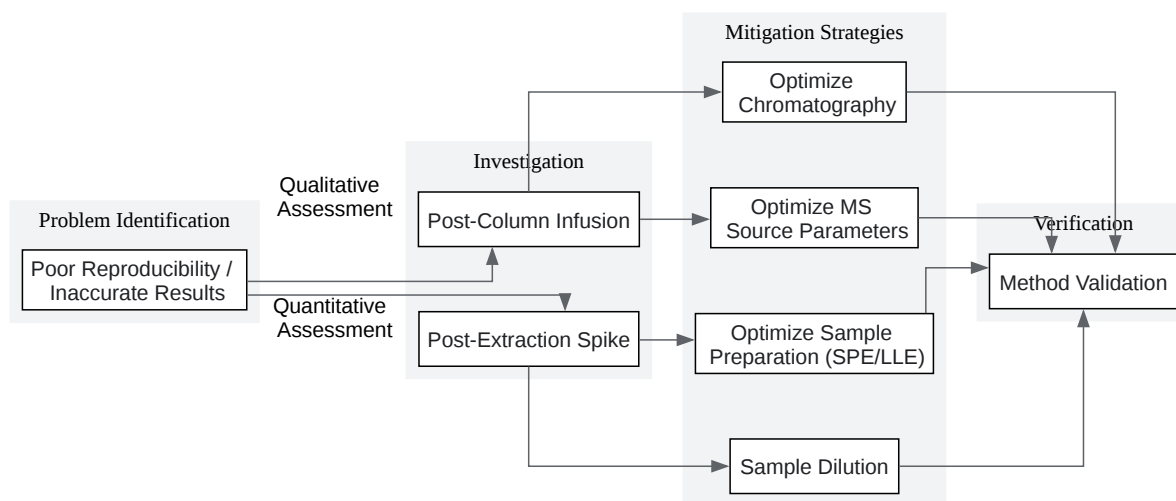 Mitigation Strategies
Optimize
Chromatography
Investigation
Qualitative
Assessment
Post-Column Infusion
Optimize MS
Source Parameters
Problem Identification
Verification
Poor Reproducibility /
Inaccurate Results
Method Validation
Quantitative
Assessment
Post-Extraction Spike
Optimize Sample
Preparation (SPE/LLE)
Sample Dilution